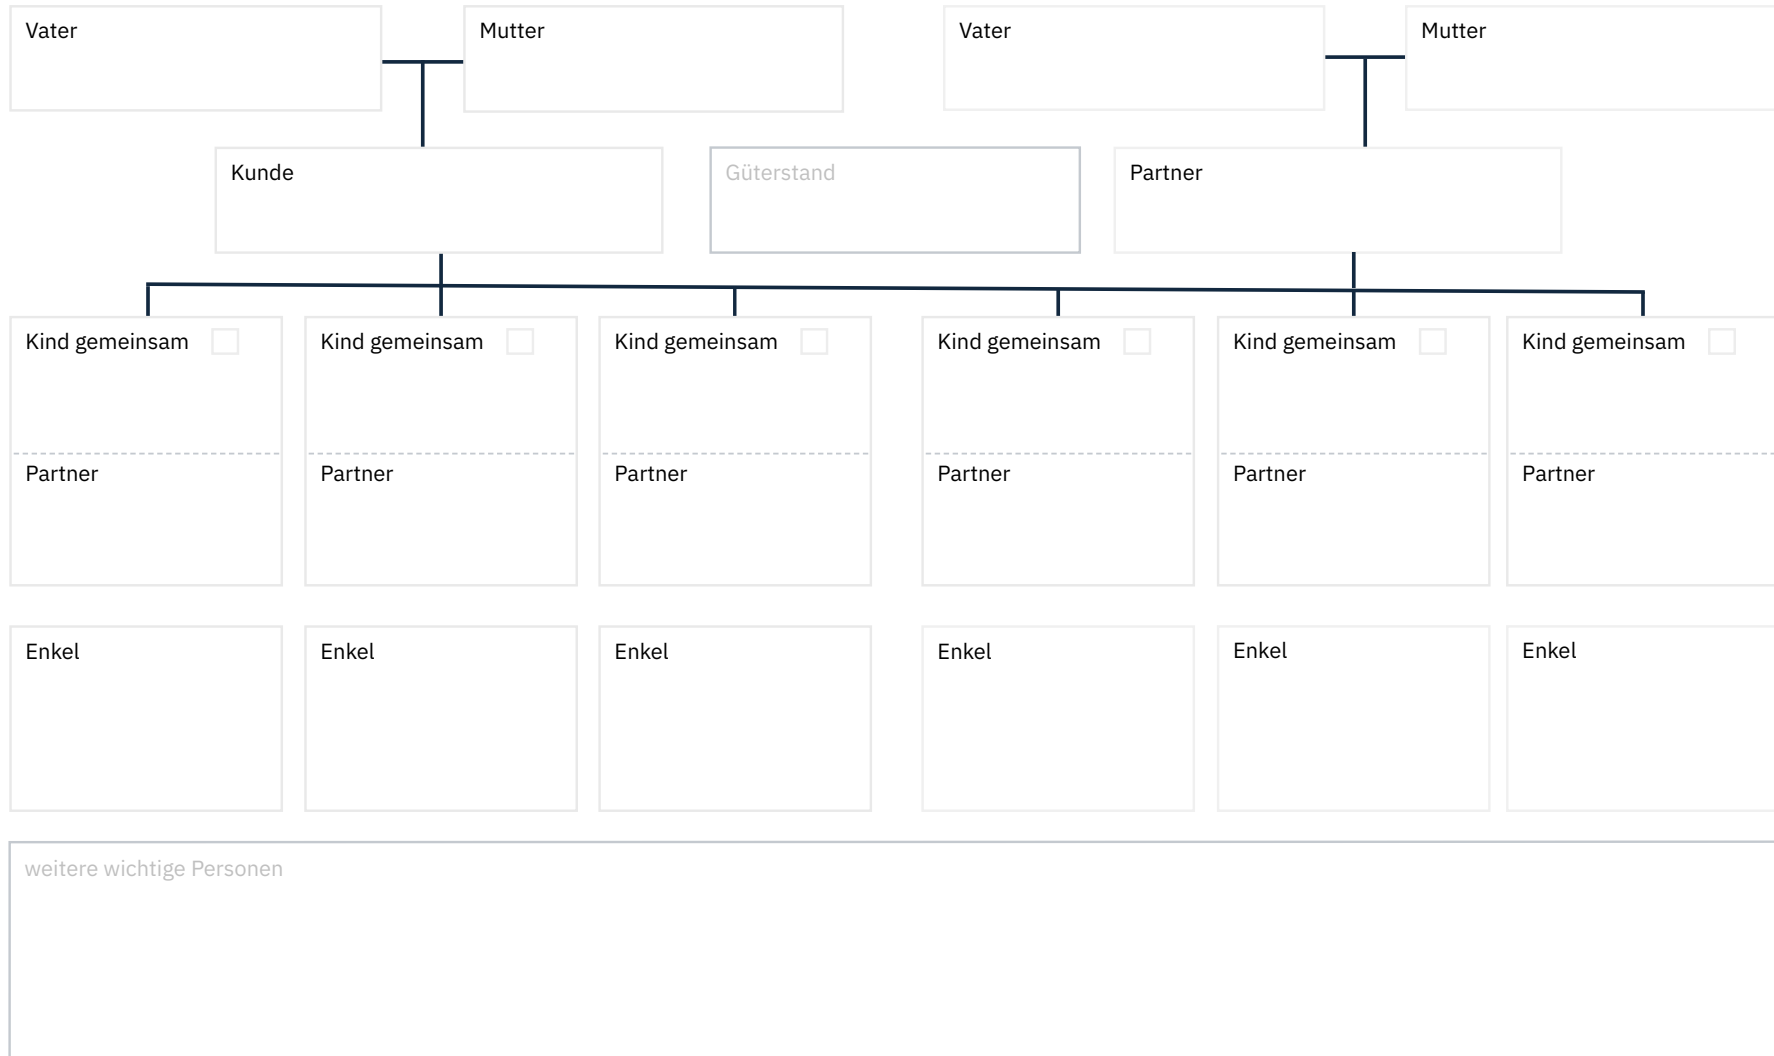 Vater
Mutter
Vater
Mutter
Kunde
Güterstand
Partner
Kind gemeinsam
Kind gemeinsam
Kind gemeinsam
Kind gemeinsam
Kind gemeinsam
Kind gemeinsam
Partner
Partner
Partner
Partner
Partner
Partner
Enkel
Enkel
Enkel
Enkel
Enkel
Enkel
weitere wichtige Personen